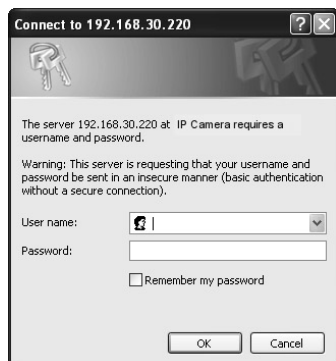 Connect to 192.168.30.220
The server 192.168.30.220 at IP Camera requires a
username and password.
Warning: This server is requesting that your username and
password be sent in an insecure manner (basic authentication
without a secure connection).
User name:
Password:
Remember my password
OK Cancel